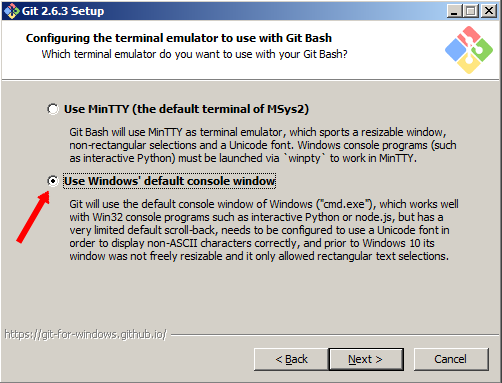 Git 2.6.3 Setup
Configuring the terminal emulator to use with Git Bash
Which terminal emulator do you want to use with your Git Bash?
Use MinTTY (the default terminal of MSys2)
Git Bash will use MinTTY as terminal emulator, which sports a resizable window,
non-rectangular selections and a Unicode font. Windows console programs (such
as interactive Python) must be launched via `winpty` to work in MinTTY.
Use Windows' default console window
Git will use the default console window of Windows ("cmd.exe"), which works well
with Win32 console programs such as interactive Python or node.js, but has a
very limited default scroll-back, needs to be configured to use a Unicode font in
order to display non-ASCII characters correctly, and prior to Windows 10 its
window was not freely resizable and it only allowed rectangular text selections.
https://git-for-windows.github.io/
< Back
Next >
Cancel